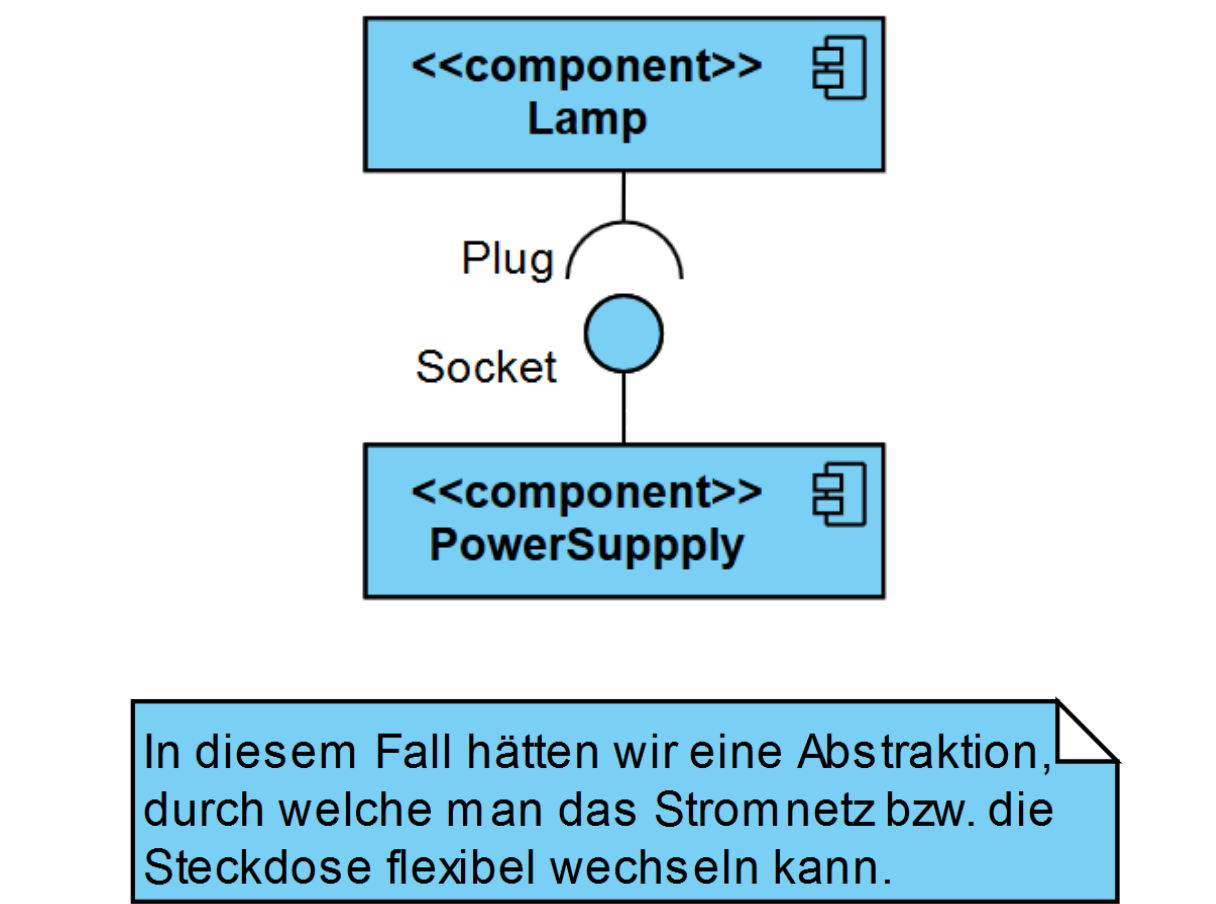 <<component>>
Lamp
Plug
Socket
<<component>>
PowerSuppply
In diesem Fall hätten wir eine Abstraktion,
durch welche man das Stromnetz bzw. die
Steckdose flexibel wechseln kann.